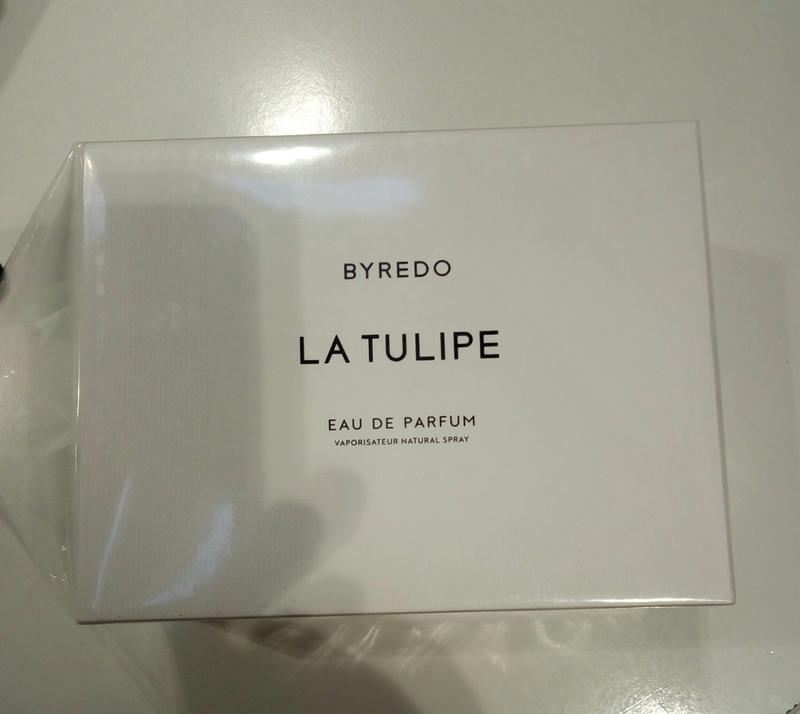 BYREDO
LA TULIPE
EAU DE PARFUM
VAPORISATEUR NATURAL SPRAY